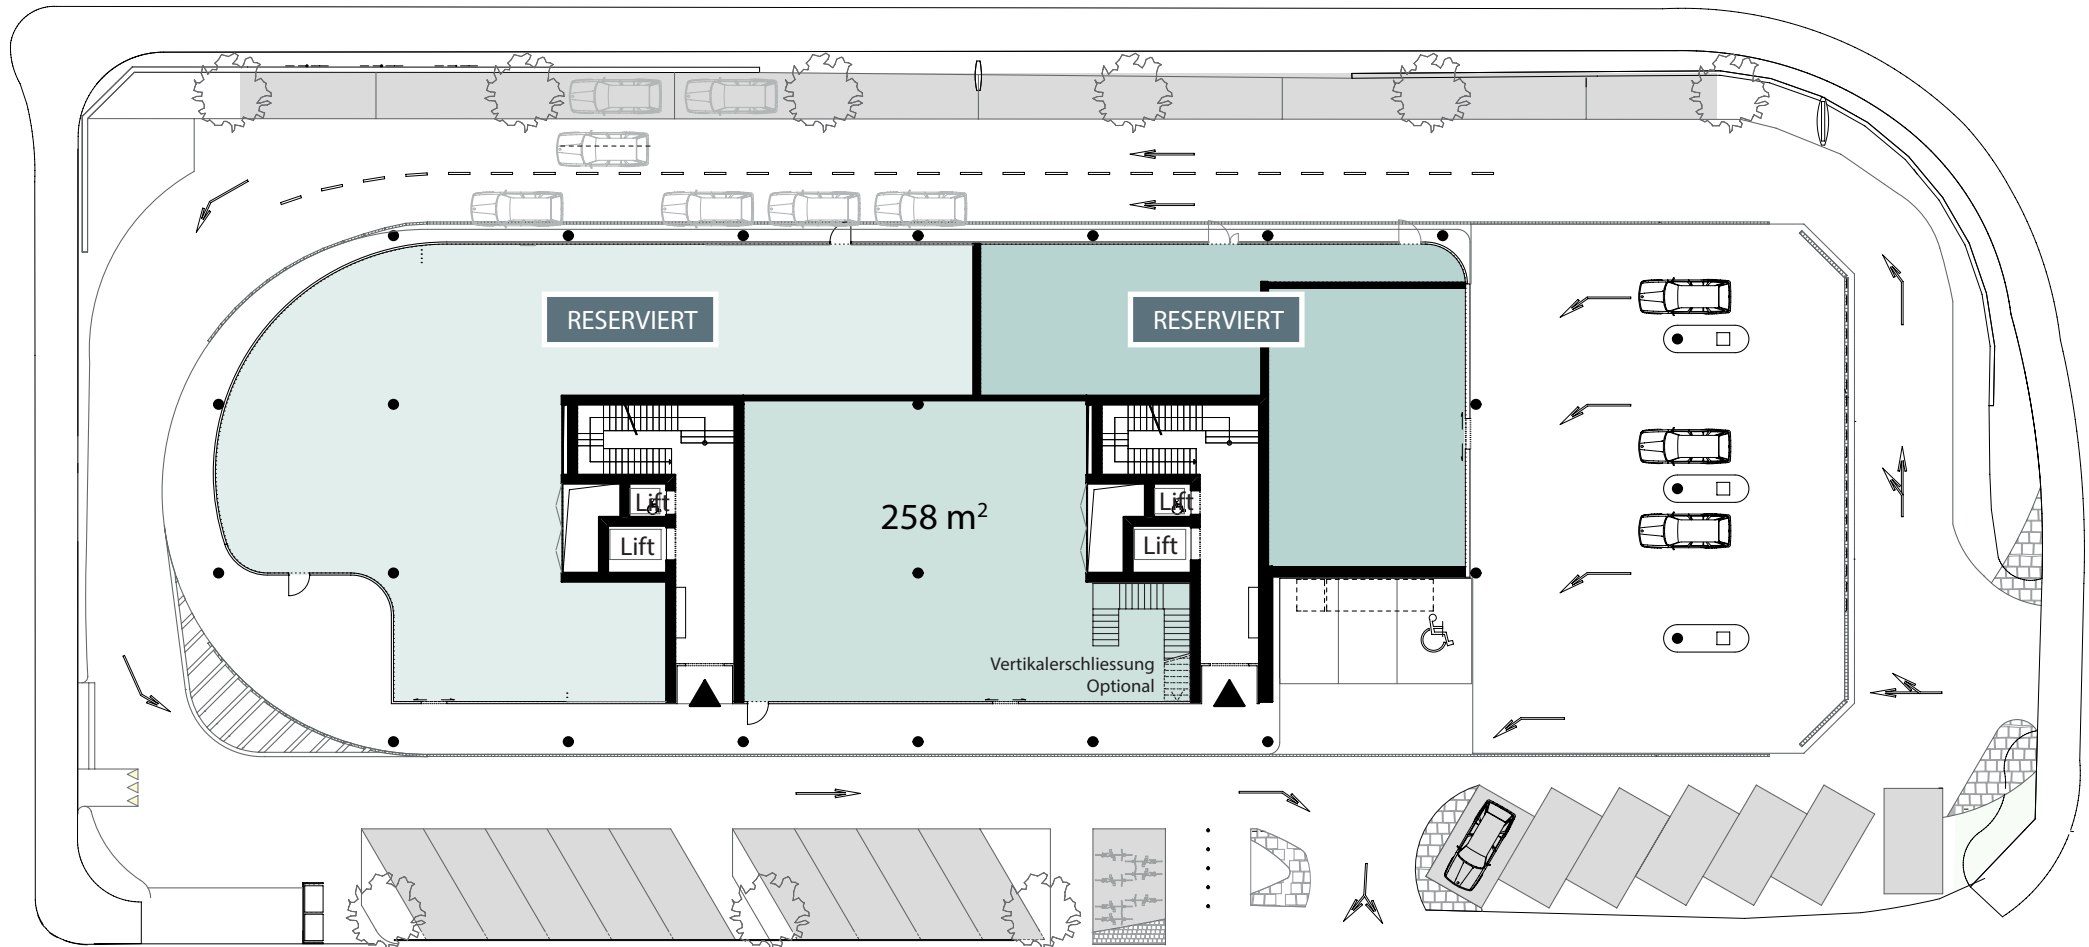 RESERVIERT
RESERVIERT
Lift
Lift
258 m²
Lift
Lift
Vertikalerschliessung
Optional